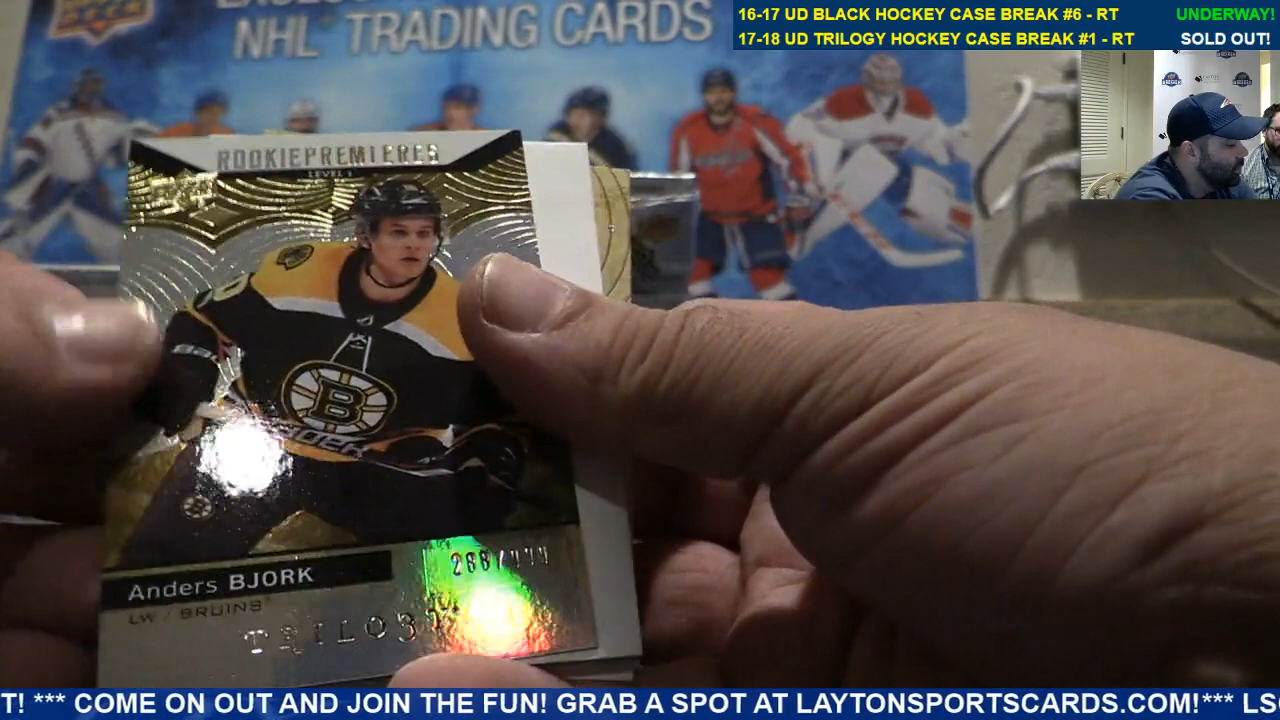 NHL TRADING CARDS
16-17 UD BLACK HOCKEY CASE BREAK #6 - RT UNDERWAY!
17-18 UD TRILOGY HOCKEY CASE BREAK #1 - RT SOLD OUT!
ROOKIE PREMIERES
LEVEL 1
B
Anders BJORK
LW / BRUINS
TRILOGY
T! *** COME ON OUT AND JOIN THE FUN! GRAB A SPOT AT LAYTONSPORTSCARDS.COM!*** LS